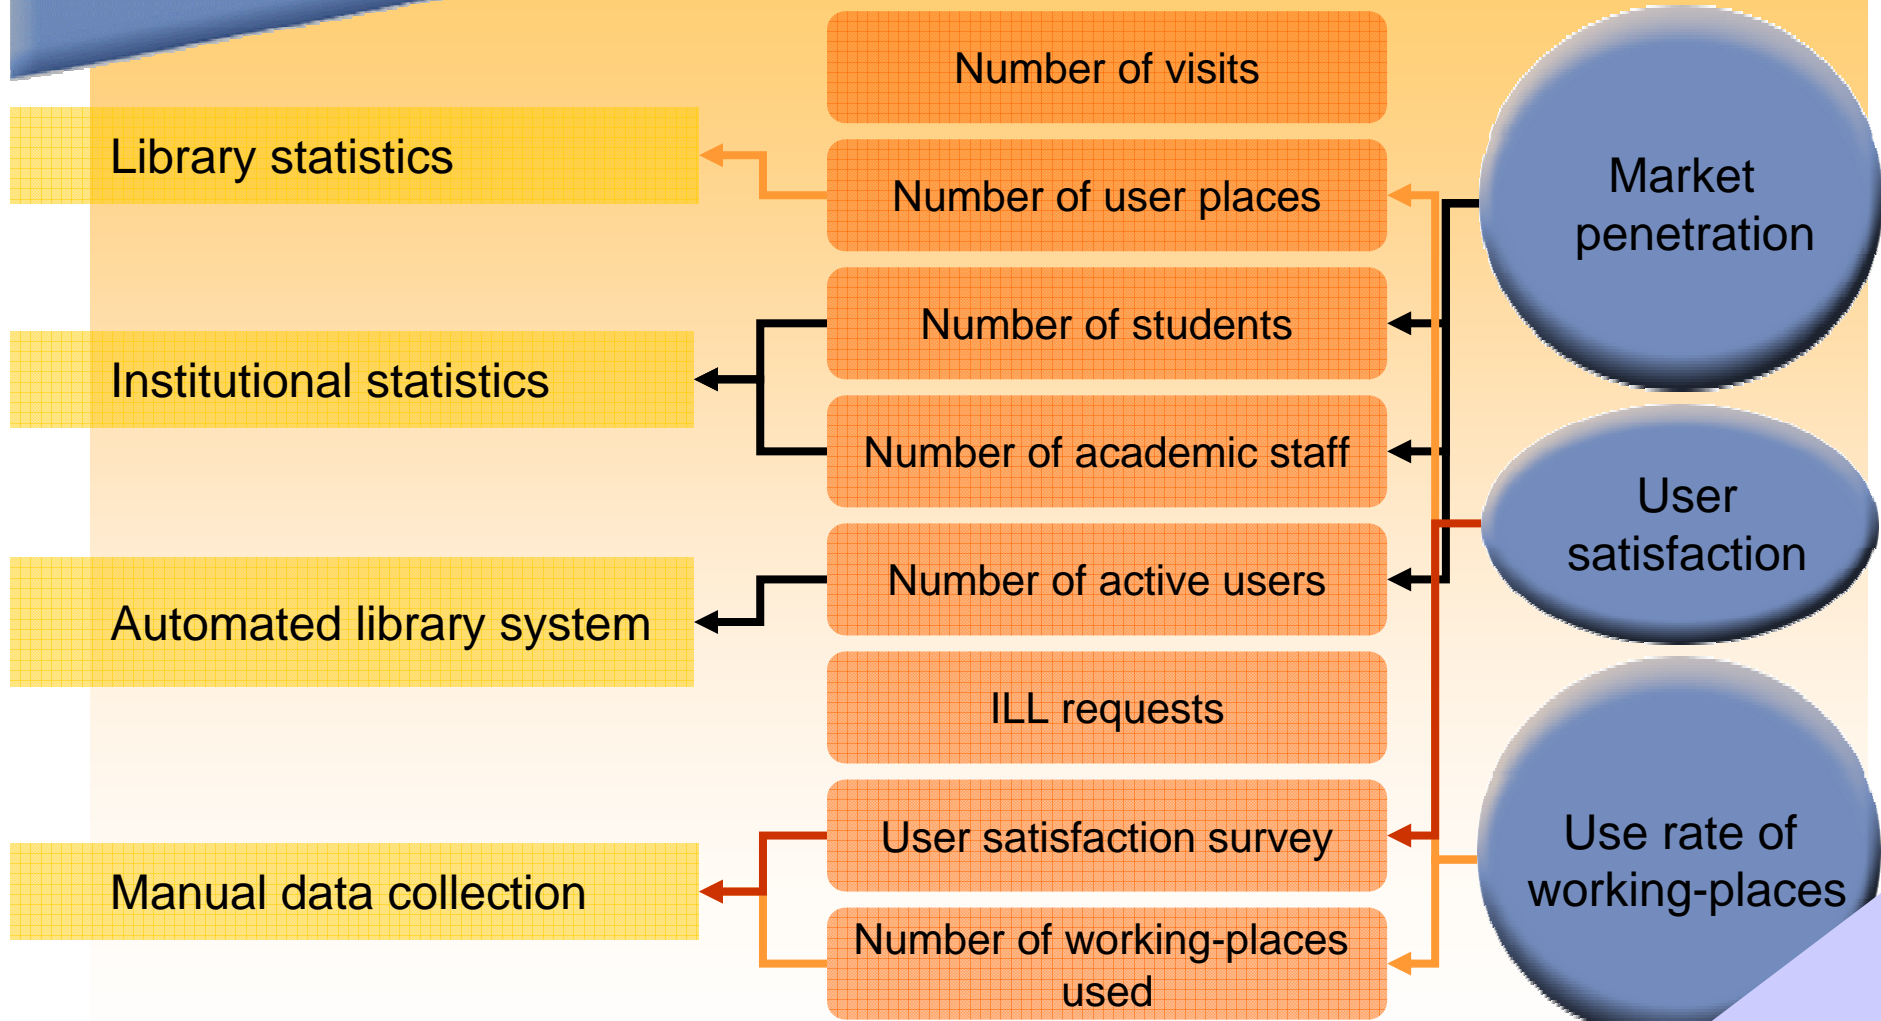 Library statistics
Institutional statistics
Automated library system
Manual data collection
Number of visits
Number of user places
Number of students
Number of academic staff
Number of active users
ILL requests
User satisfaction survey
Number of working-places
used
Market
penetration
User
satisfaction
Use rate of
working-places